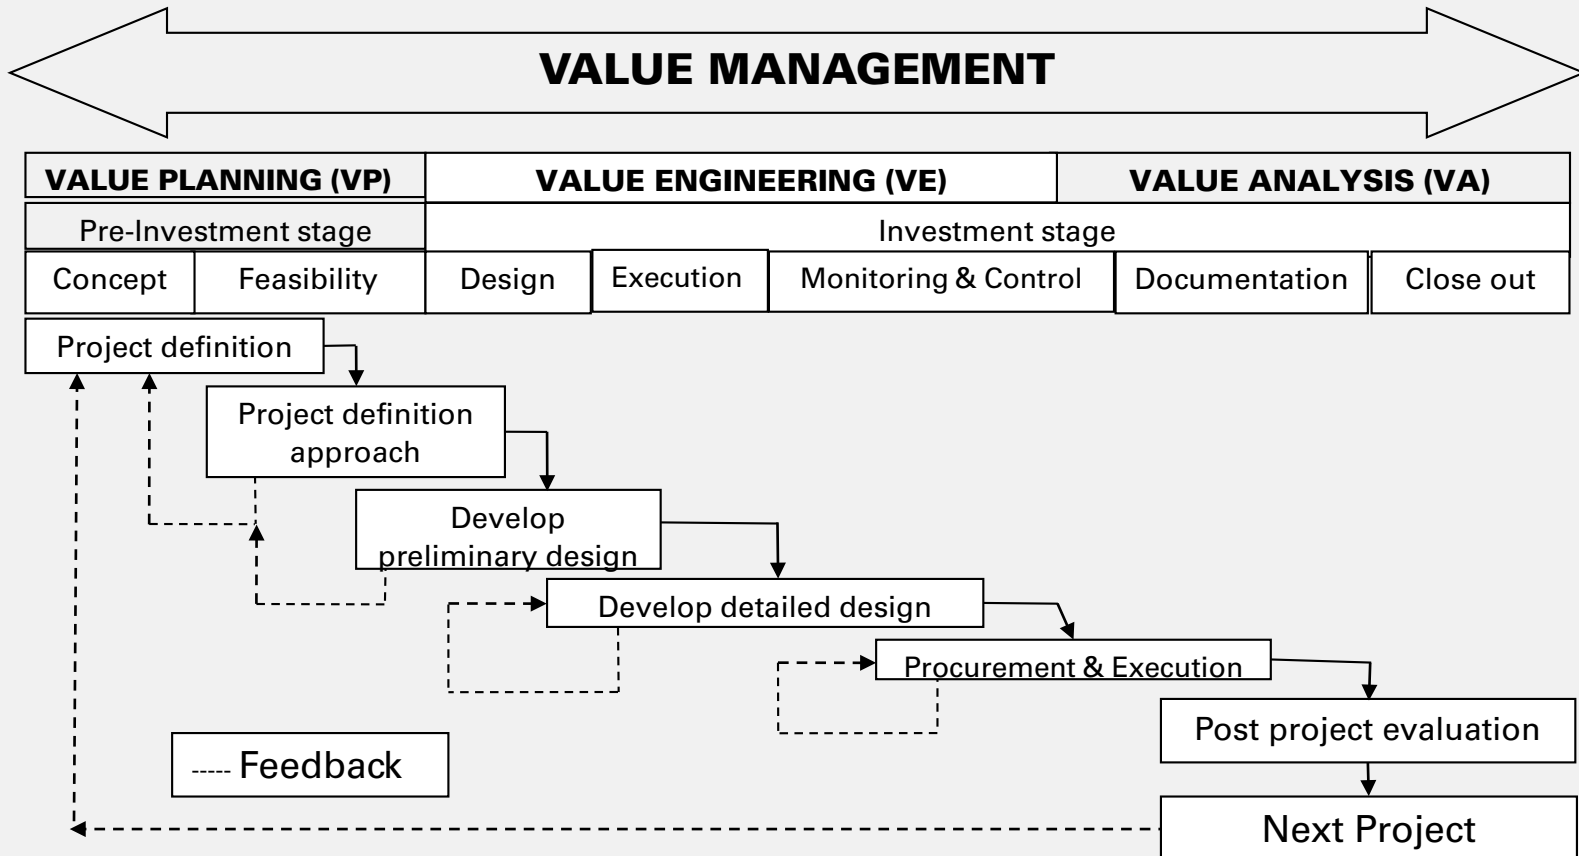 VALUE MANAGEMENT
VALUE PLANNING (VP)
VALUE ENGINEERING (VE)
VALUE ANALYSIS (VA)
Pre-Investment stage
Investment stage
Concept
Feasibility
Design
Execution
Monitoring & Control
Documentation
Close out
Project definition
Project definition
approach
Develop
preliminary design
Develop detailed design
Procurement & Execution
Post project evaluation
----- Feedback
Next Project